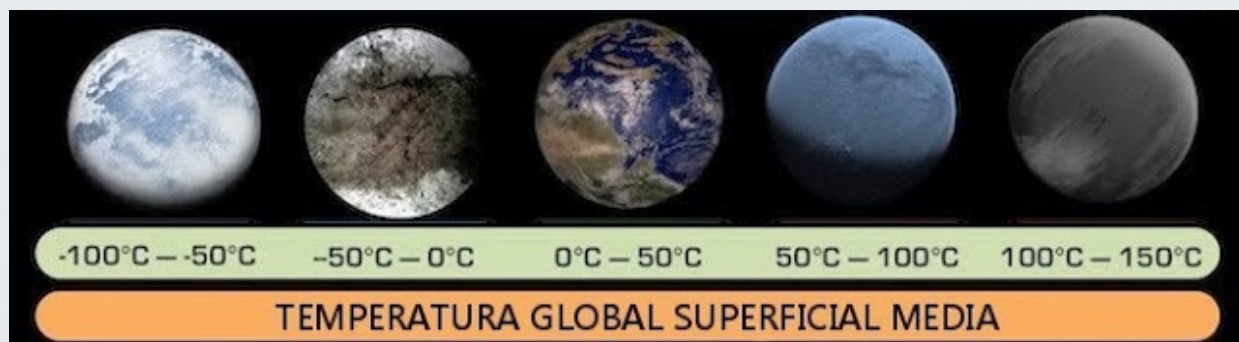 -100°C – -50°C –50°C – 0°C 0°C – 50°C 50°C – 100°C 100°C – 150°C
TEMPERATURA GLOBAL SUPERFICIAL MEDIA